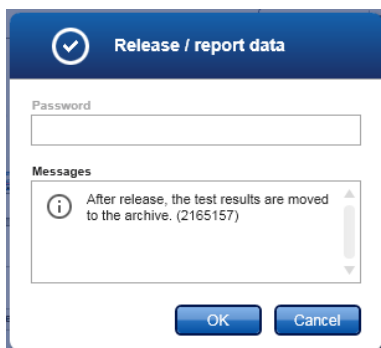 Release / report data
Password
Messages
After release, the test results are moved
to the archive. (2165157)
OK
Cancel